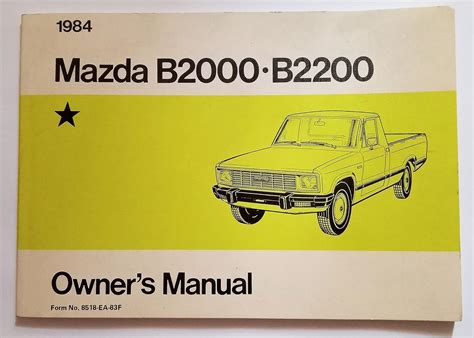 1984
Mazda B2000·B2200
Owner's Manual
Form No. 8518-EA-83F